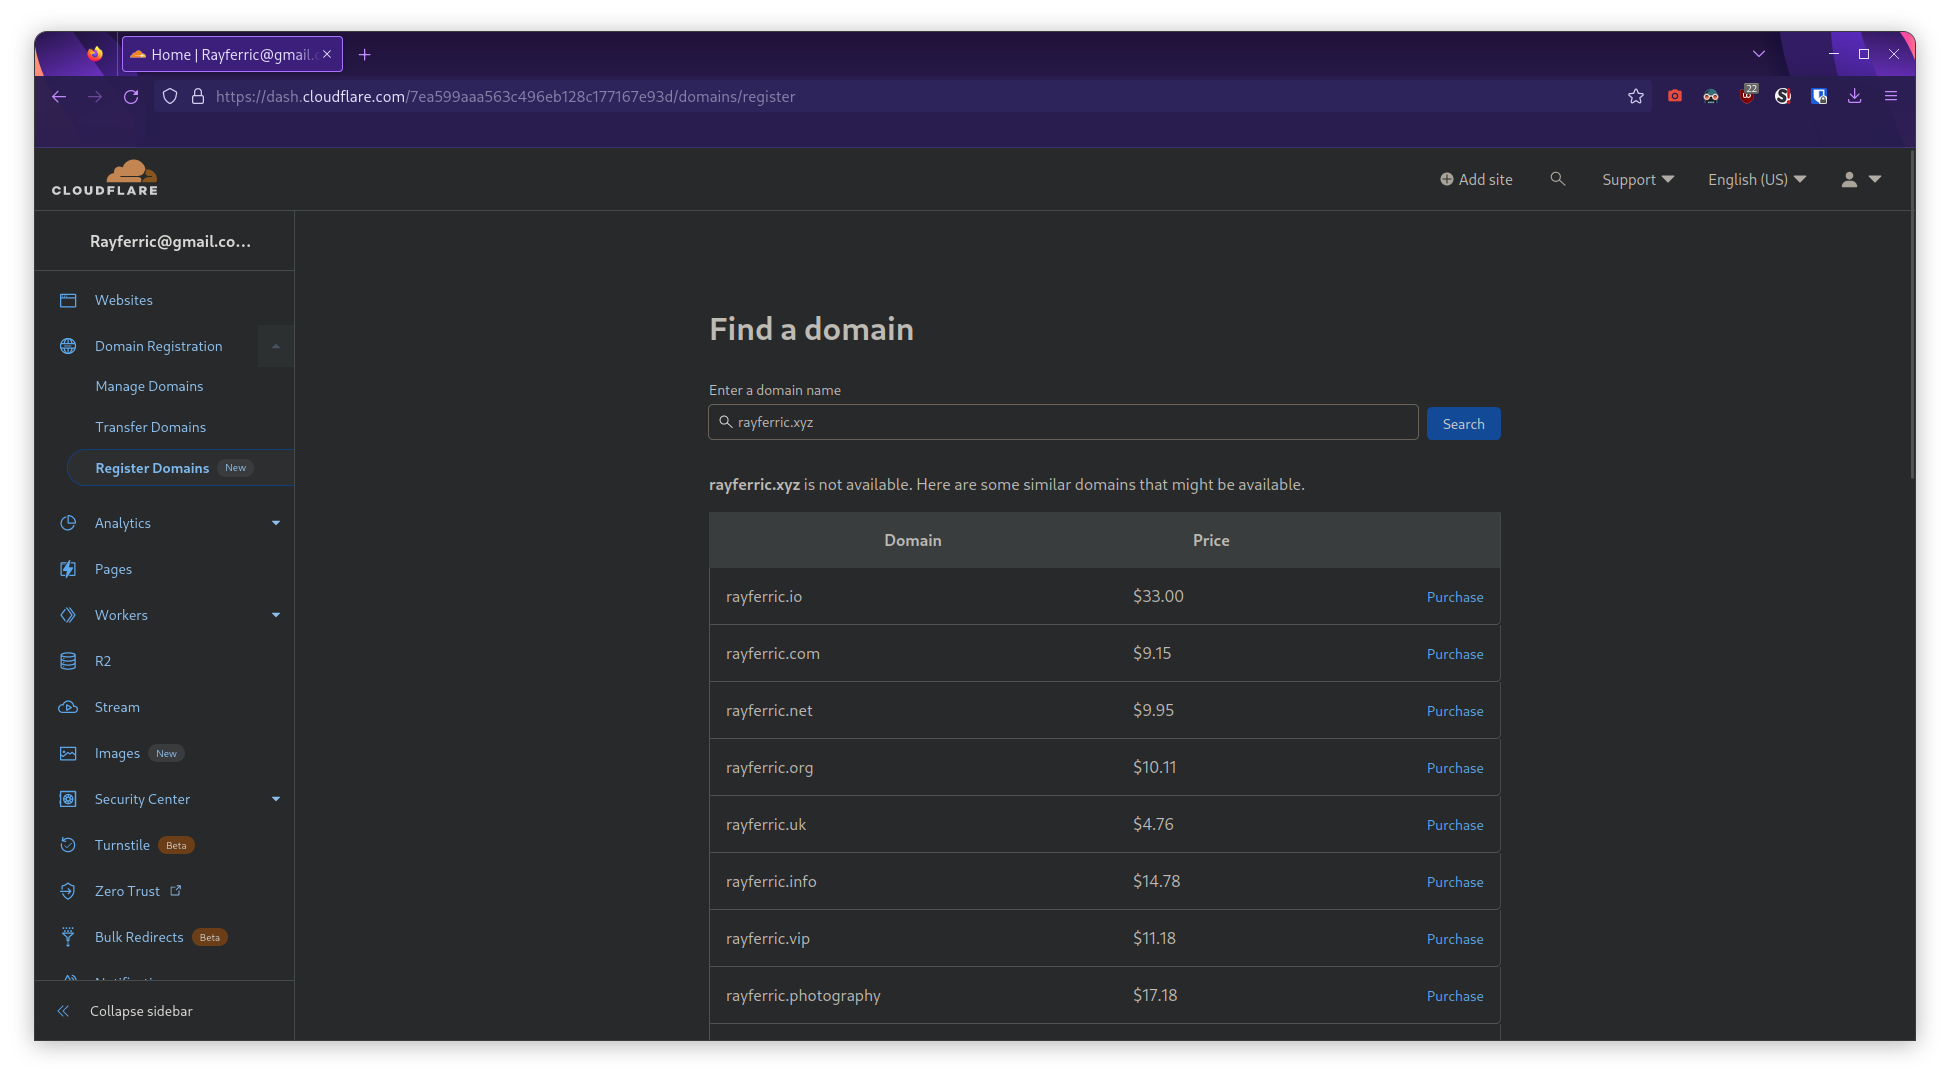 Home | Rayferric@gmail.c
https://dash.cloudflare.com/7ea599aaa563c496eb128c177167e93d/domains/register
22
CLOUDFLARE
Add site
Support
English (US)
Rayferric@gmail.co...
Websites
Domain Registration
Manage Domains
Transfer Domains
Register Domains New
Analytics
Pages
Workers
R2
Stream
Images New
Security Center
Turnstile Beta
Zero Trust
Bulk Redirects Beta
Collapse sidebar
Find a domain
Enter a domain name
rayferric.xyz
Search
rayferric.xyz is not available. Here are some similar domains that might be available.
Domain Price
rayferric.io $33.00 Purchase
rayferric.com $9.15 Purchase
rayferric.net $9.95 Purchase
rayferric.org $10.11 Purchase
rayferric.uk $4.76 Purchase
rayferric.info $14.78 Purchase
rayferric.vip $11.18 Purchase
rayferric.photography $17.18 Purchase